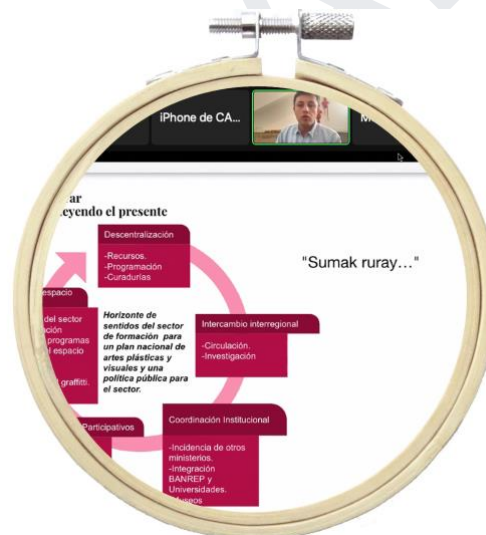 iPhone de CA...
ar
eyendo el presente
Descentralización
-Recursos.
-Programación
-Curadurías
"Sumak ruray..."
espacio
del sector
programas
el espacio
graffitti.
Horizonte de
sentidos del sector
de formación para
un plan nacional de
artes plásticas y
visuales y una
política pública para
el sector.
Intercambio interregional
-Circulación.
-Investigación
Participativos
Coordinación Institucional
-Incidencia de otros
ministerios.
-Integración
BANREP y
Universidades.